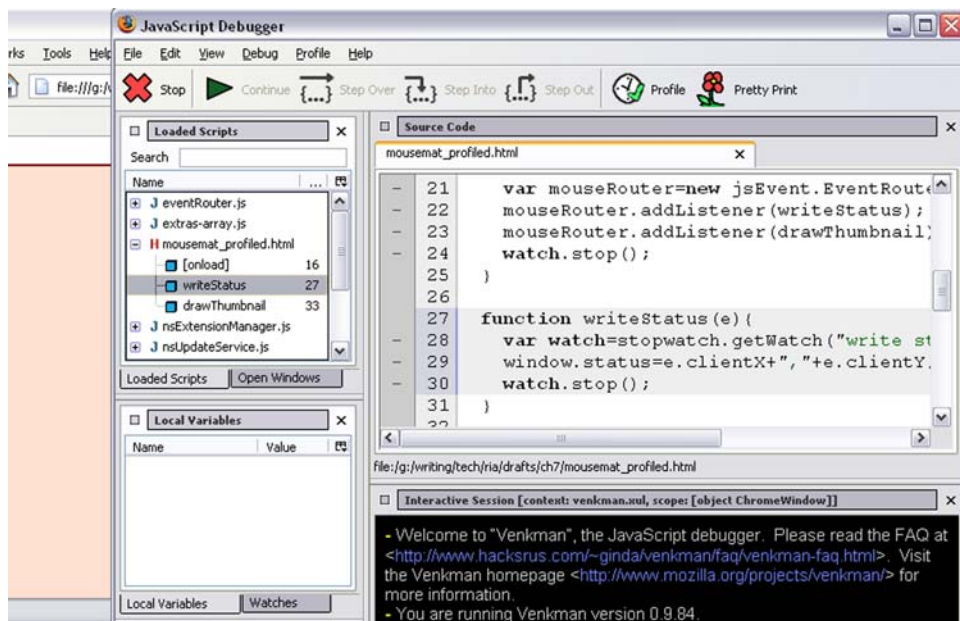 JavaScript Debugger
rks Tools Help
File Edit View Debug Profile Help
file:///g:/
Stop Continue Step Over Step Into Step Out Profile Pretty Print
Loaded Scripts
Search
Name ...
J eventRouter.js
J extras-array.js
H mousemat_profiled.html
[onload] 16
writeStatus 27
drawThumbnail 33
J nsExtensionManager.js
J nsUpdateService.js
Loaded Scripts Open Windows
Local Variables
Name Value
Local Variables Watches
Source Code
mousemat_profiled.html
21 var mouseRouter=new jsEvent.EventRoute
22 mouseRouter.addListener(writeStatus);
23 mouseRouter.addListener(drawThumbnail)
24 watch.stop();
25 }
26
27 function writeStatus(e){
28 var watch=stopwatch.getWatch("write st
29 window.status=e.clientX+","+e.clientY
30 watch.stop();
31 }
32
file:/g:/writing/tech/ria/drafts/ch7/mousemat_profiled.html
Interactive Session [context: venkman.xul, scope: [object ChromeWindow]]
- Welcome to "Venkman", the JavaScript debugger. Please read the FAQ at
<http://www.hacksrus.com/~ginda/venkman/faq/venkman-faq.html>. Visit
the Venkman homepage <http://www.mozilla.org/projects/venkman/> for
more information.
- You are running Venkman version 0.9.84.